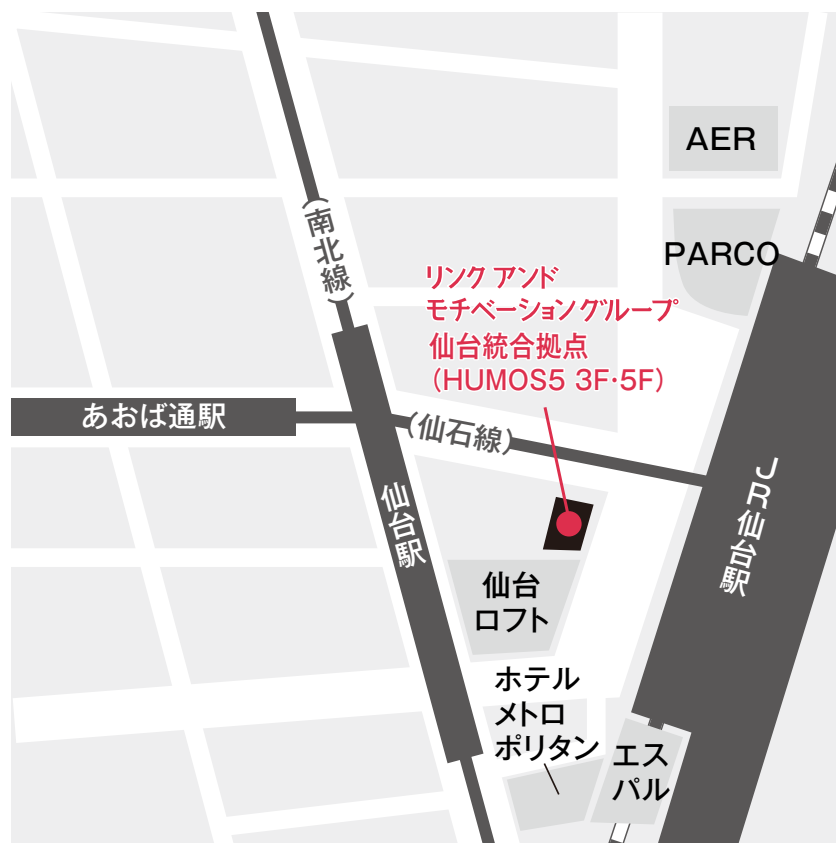 AER
PARCO
(南北線)
リンクアンド
モチベーショングループ
仙台統合拠点
(HUMOS5 3F・5F)
あおば通駅
(仙石線)
仙台駅
JR仙台駅
仙台
ロフト
ホテル
メトロ
ポリタン
エス
パル